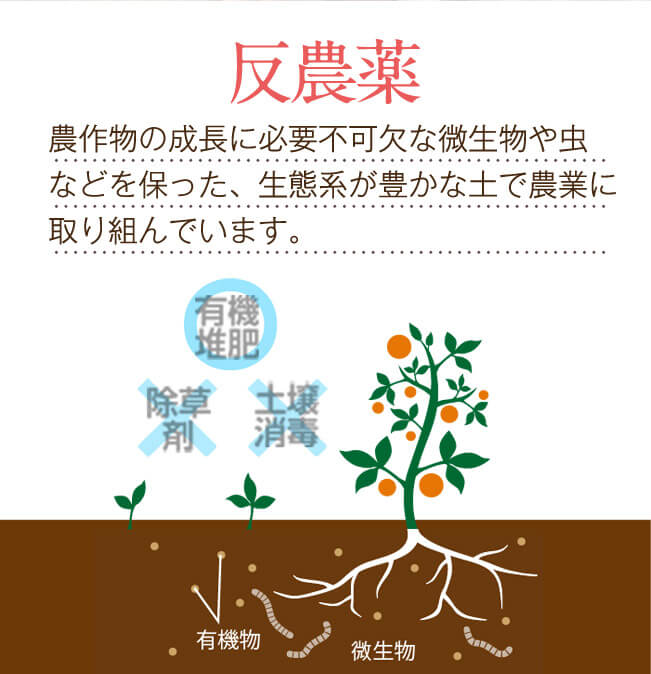 反農薬
農作物の成長に必要不可欠な微生物や虫
などを保った、生態系が豊かな土で農業に
取り組んでいます。
有機
堆肥
除草
剤
土壌
消毒
有機物
微生物